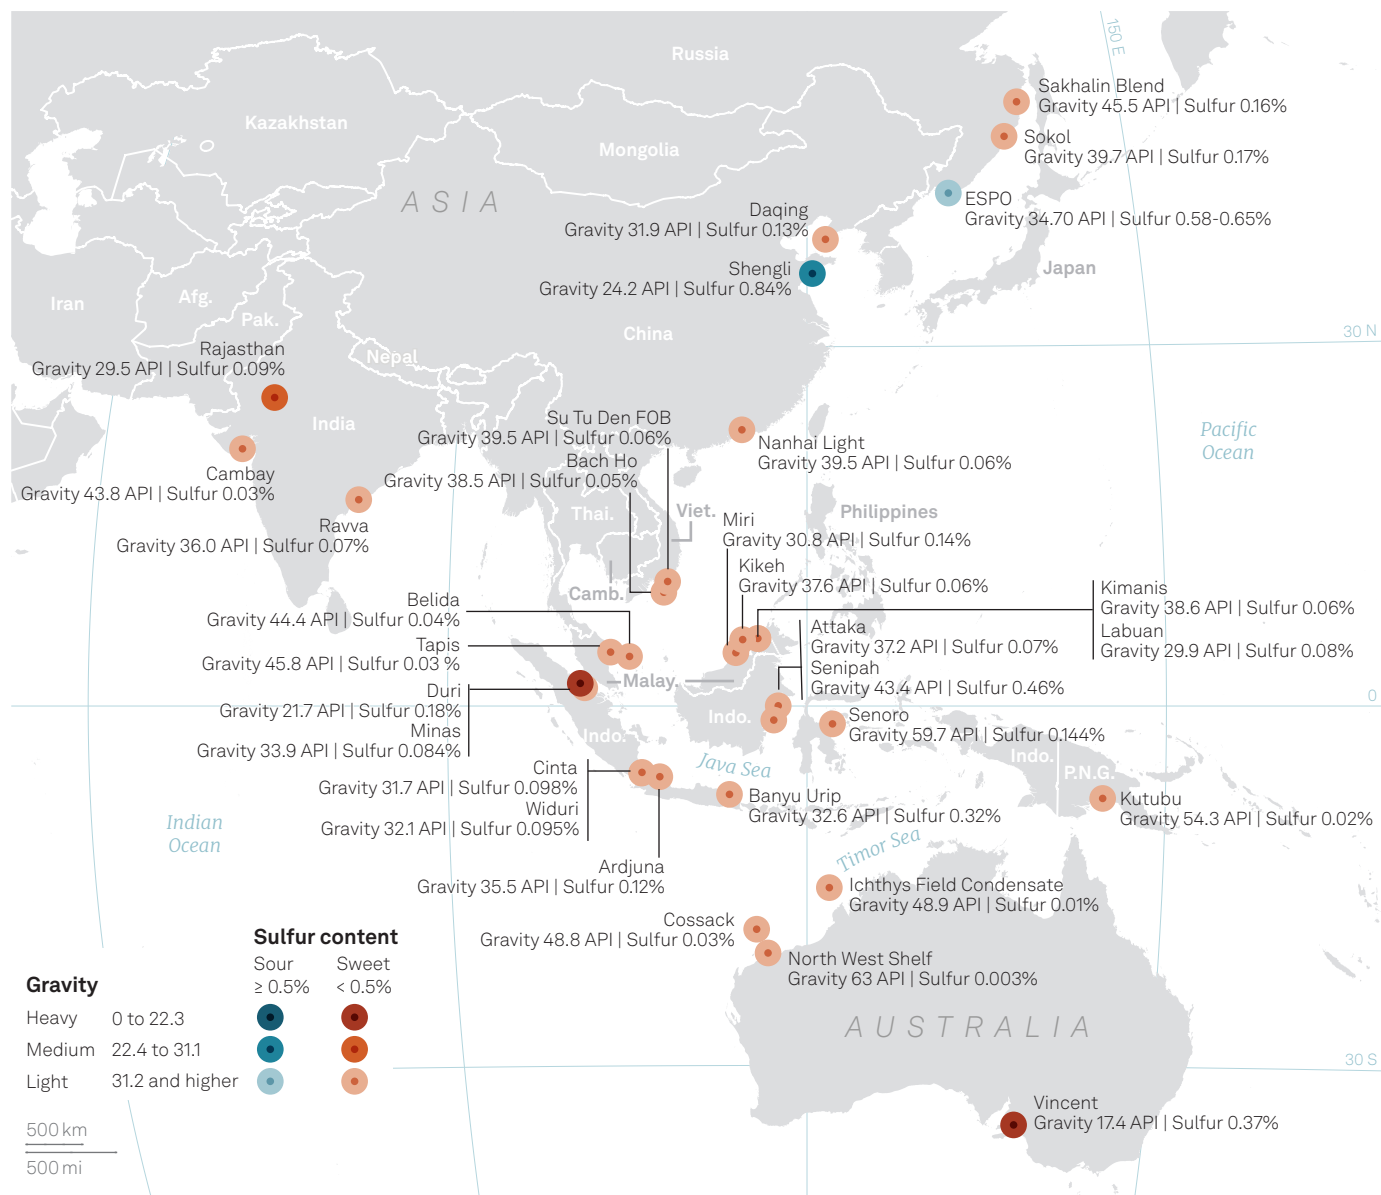 Russia
150 E
Kazakhstan
Mongolia
ASIA
Sakhalin Blend
Gravity 45.5 API | Sulfur 0.16%
Sokol
Gravity 39.7 API | Sulfur 0.17%
ESPO
Gravity 34.70 API | Sulfur 0.58-0.65%
Daqing
Gravity 31.9 API | Sulfur 0.13%
Shengli
Gravity 24.2 API | Sulfur 0.84%
Japan
Iran
Afg.
Pak.
China
30 N
Nepal
Rajasthan
Gravity 29.5 API | Sulfur 0.09%
India
Su Tu Den FOB
Gravity 39.5 API | Sulfur 0.06%
Bach Ho
Gravity 38.5 API | Sulfur 0.05%
Nanhai Light
Gravity 39.5 API | Sulfur 0.06%
Pacific
Ocean
Cambay
Gravity 43.8 API | Sulfur 0.03%
Ravva
Gravity 36.0 API | Sulfur 0.07%
Thai.
Viet.
Camb.
Philippines
Miri
Gravity 30.8 API | Sulfur 0.14%
Kikeh
Gravity 37.6 API | Sulfur 0.06%
Kimanis
Gravity 38.6 API | Sulfur 0.06%
Labuan
Gravity 29.9 API | Sulfur 0.08%
Belida
Gravity 44.4 API | Sulfur 0.04%
Tapis
Gravity 45.8 API | Sulfur 0.03 %
Attaka
Gravity 37.2 API | Sulfur 0.07%
Senipah
Gravity 43.4 API | Sulfur 0.46%
Malay.
Duri
Gravity 21.7 API | Sulfur 0.18%
Minas
Gravity 33.9 API | Sulfur 0.084%
0
Indo.
Indo.
Senoro
Gravity 59.7 API | Sulfur 0.144%
Indo.
P.N.G.
Java Sea
Cinta
Gravity 31.7 API | Sulfur 0.098%
Widuri
Gravity 32.1 API | Sulfur 0.095%
Banyu Urip
Gravity 32.6 API | Sulfur 0.32%
Kutubu
Gravity 54.3 API | Sulfur 0.02%
Indian
Ocean
Timor Sea
Ardjuna
Gravity 35.5 API | Sulfur 0.12%
Ichthys Field Condensate
Gravity 48.9 API | Sulfur 0.01%
Cossack
Gravity 48.8 API | Sulfur 0.03%
North West Shelf
Gravity 63 API | Sulfur 0.003%
AUSTRALIA
30 S
Vincent
Gravity 17.4 API | Sulfur 0.37%
Sulfur content
Gravity
Sour
≥ 0.5%
Sweet
< 0.5%
Heavy 0 to 22.3
Medium 22.4 to 31.1
Light 31.2 and higher
500 km
500 mi